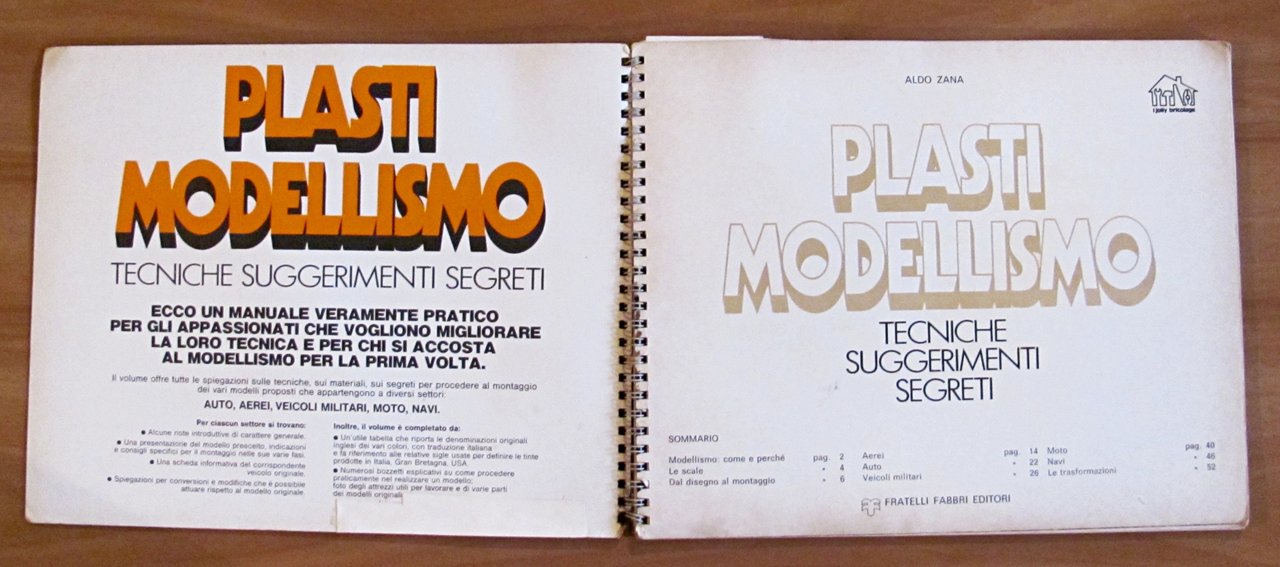 PLASTI
MODELLISMO
TECNICHE SUGGERIMENTI SEGRETI
ECCO UN MANUALE VERAMENTE PRATICO
PER GLI APPASSIONATI CHE VOGLIONO MIGLIORARE
LA LORO TECNICA E PER CHI SI ACCOSTA
AL MODELLISMO PER LA PRIMA VOLTA.
Il volume offre tutte le spiegazioni sulle tecniche, sui materiali, sui segreti per procedere al montaggio
dei vari modelli proposti che appartengono a diversi settori:
AUTO, AEREI, VEICOLI MILITARI, MOTO, NAVI.
Per ciascun settore si trovano:
● Alcune note introduttive di carattere generale.
● Una presentazione del modello prescelto, indicazioni
e consigli specifici per il montaggio nelle sue varie fasi.
● Una scheda informativa del corrispondente
veicolo originale.
● Spiegazioni per conversioni e modifiche che è possibile
attuare rispetto al modello originale.
Inoltre, il volume è completato da:
● Un'utile tabella che riporta le denominazioni originali
inglesi dei vari colori, con traduzione italiana
e fa riferimento alle relative sigle usate per definire le tinte
prodotte in Italia, Gran Bretagna, USA.
● Numerosi bozzetti esplicativi su come procedere
praticamente nel realizzare un modello;
foto degli attrezzi utili per lavorare e di varie parti
dei modelli originali
ALDO ZANA
i jolly bricolage
PLASTI
MODELLISMO
TECNICHE
SUGGERIMENTI
SEGRETI
SOMMARIO
Modellismo: come e perché pag. 2
Le scale » 4
Dal disegno al montaggio » 6
Aerei pag. 14
Auto » 22
Veicoli militari » 26
Moto pag. 40
Navi » 46
Le trasformazioni » 52
FRATELLI FABBRI EDITORI